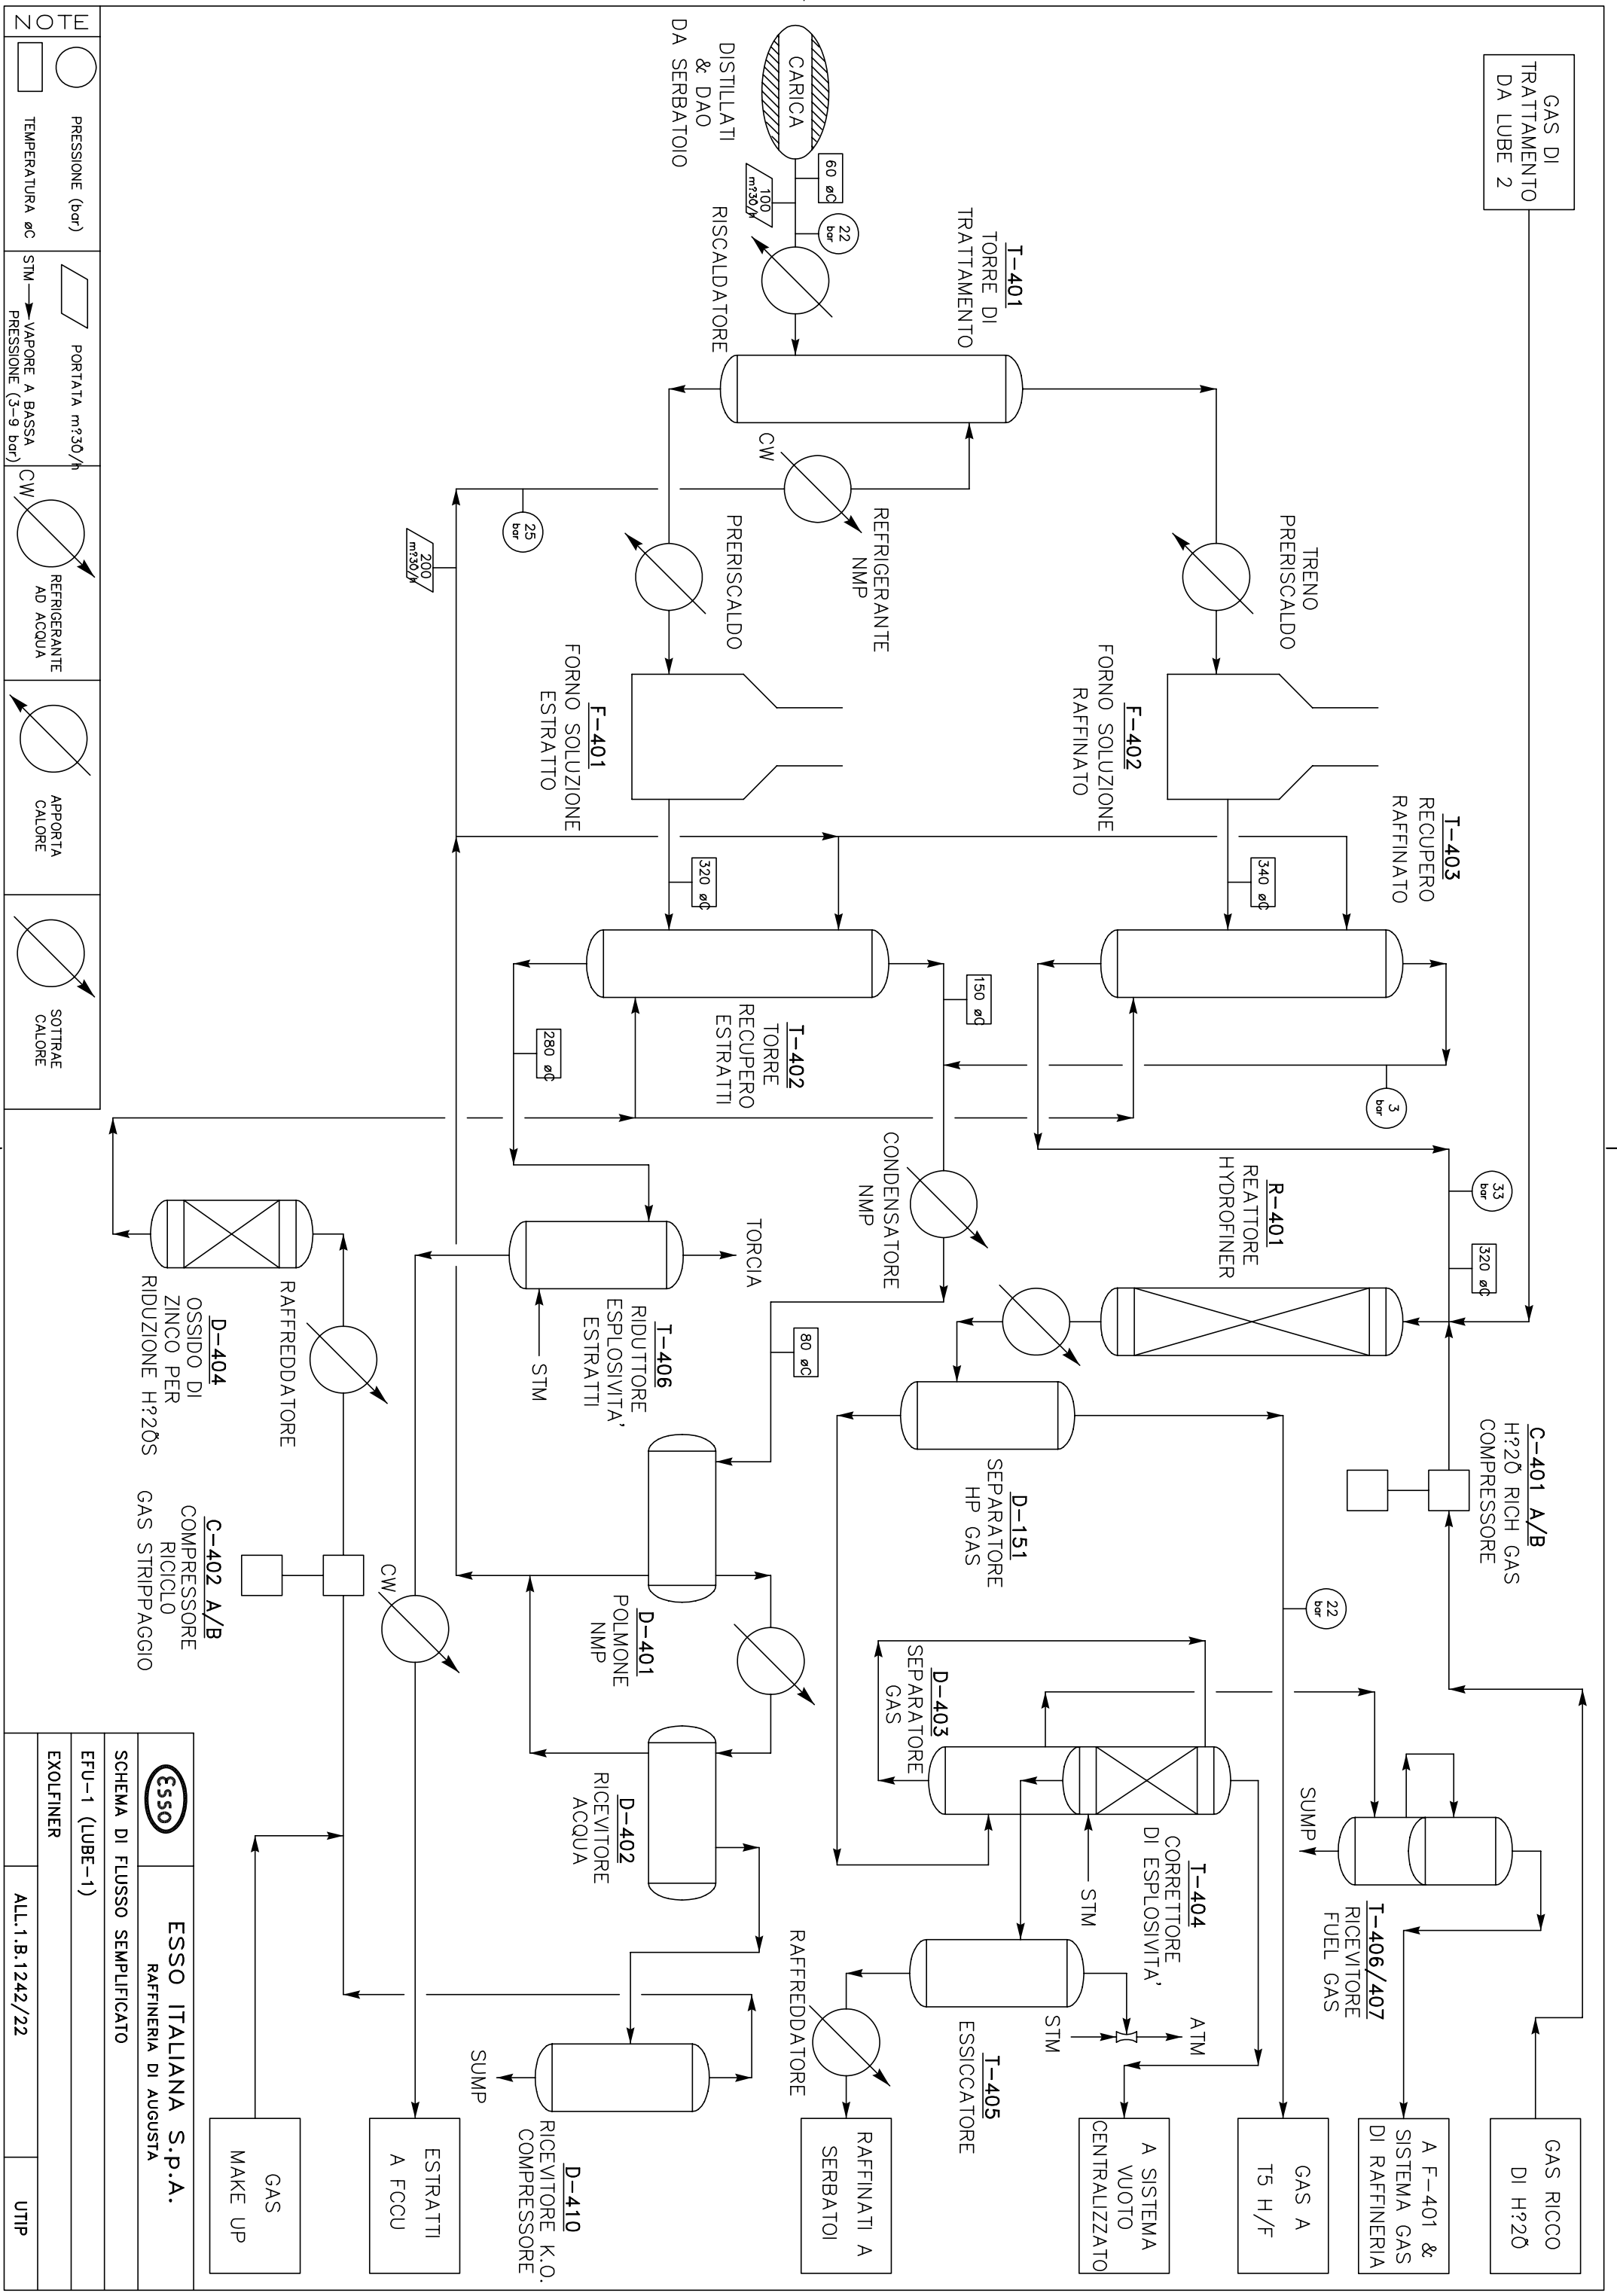 GAS DI
TRATTAMENTO
DA LUBE 2
CARICA
DISTILLATI
& DAO
DA SERBATOIO
60 øC
100
m?3Õ/h
22
bar
RISCALDATORE
T-401
TORRE DI
TRATTAMENTO
CW
REFRIGERANTE
NMP
25
bar
200
m?3Õ/h
PRERISCALDO
TRENO
PRERISCALDO
F-401
FORNO SOLUZIONE
ESTRATTO
F-402
FORNO SOLUZIONE
RAFFINATO
320 øC
340 øC
T-403
RECUPERO
RAFFINATO
150 øC
280 øC
T-402
TORRE
RECUPERO
ESTRATTI
3
bar
33
bar
320 øC
R-401
REATTORE
HYDROFINER
CONDENSATORE
NMP
TORCIA
STM
T-406
RIDUTTORE
ESPLOSIVITA'
ESTRATTI
80 øC
RAFFREDDATORE
D-404
OSSIDO DI
ZINCO PER
RIDUZIONE H?2ÕS
C-401 A/B
H?2Õ RICH GAS
COMPRESSORE
D-151
SEPARATORE
HP GAS
22
bar
C-402 A/B
COMPRESSORE
RICICLO
GAS STRIPPAGGIO
CW
D-401
POLMONE
NMP
D-403
SEPARATORE
GAS
D-402
RICEVITORE
ACQUA
STM
T-404
CORRETTORE
DI ESPLOSIVITA'
SUMP
T-406/407
RICEVITORE
FUEL GAS
RAFFREDDATORE
STM
ATM
T-405
ESSICCATORE
SUMP
D-410
RICEVITORE K.O.
COMPRESSORE
GAS RICCO
DI H?2Õ
A F-401 &
SISTEMA GAS
DI RAFFINERIA
GAS A
T5 H/F
A SISTEMA
VUOTO
CENTRALIZZATO
RAFFINATI A
SERBATOI
ESTRATTI
A FCCU
GAS
MAKE UP
NOTE
PRESSIONE (bar)
TEMPERATURA øC
PORTATA m?3Õ/h
STM VAPORE A BASSA
PRESSIONE (3-9 bar)
CW
REFRIGERANTE
AD ACQUA
APPORTA
CALORE
SOTTRAE
CALORE
ESSO
ESSO ITALIANA S.p.A.
RAFFINERIA DI AUGUSTA
SCHEMA DI FLUSSO SEMPLIFICATO
EFU-1 (LUBE-1)
EXOLFINER
ALL.1.B.1242/22
UTIP